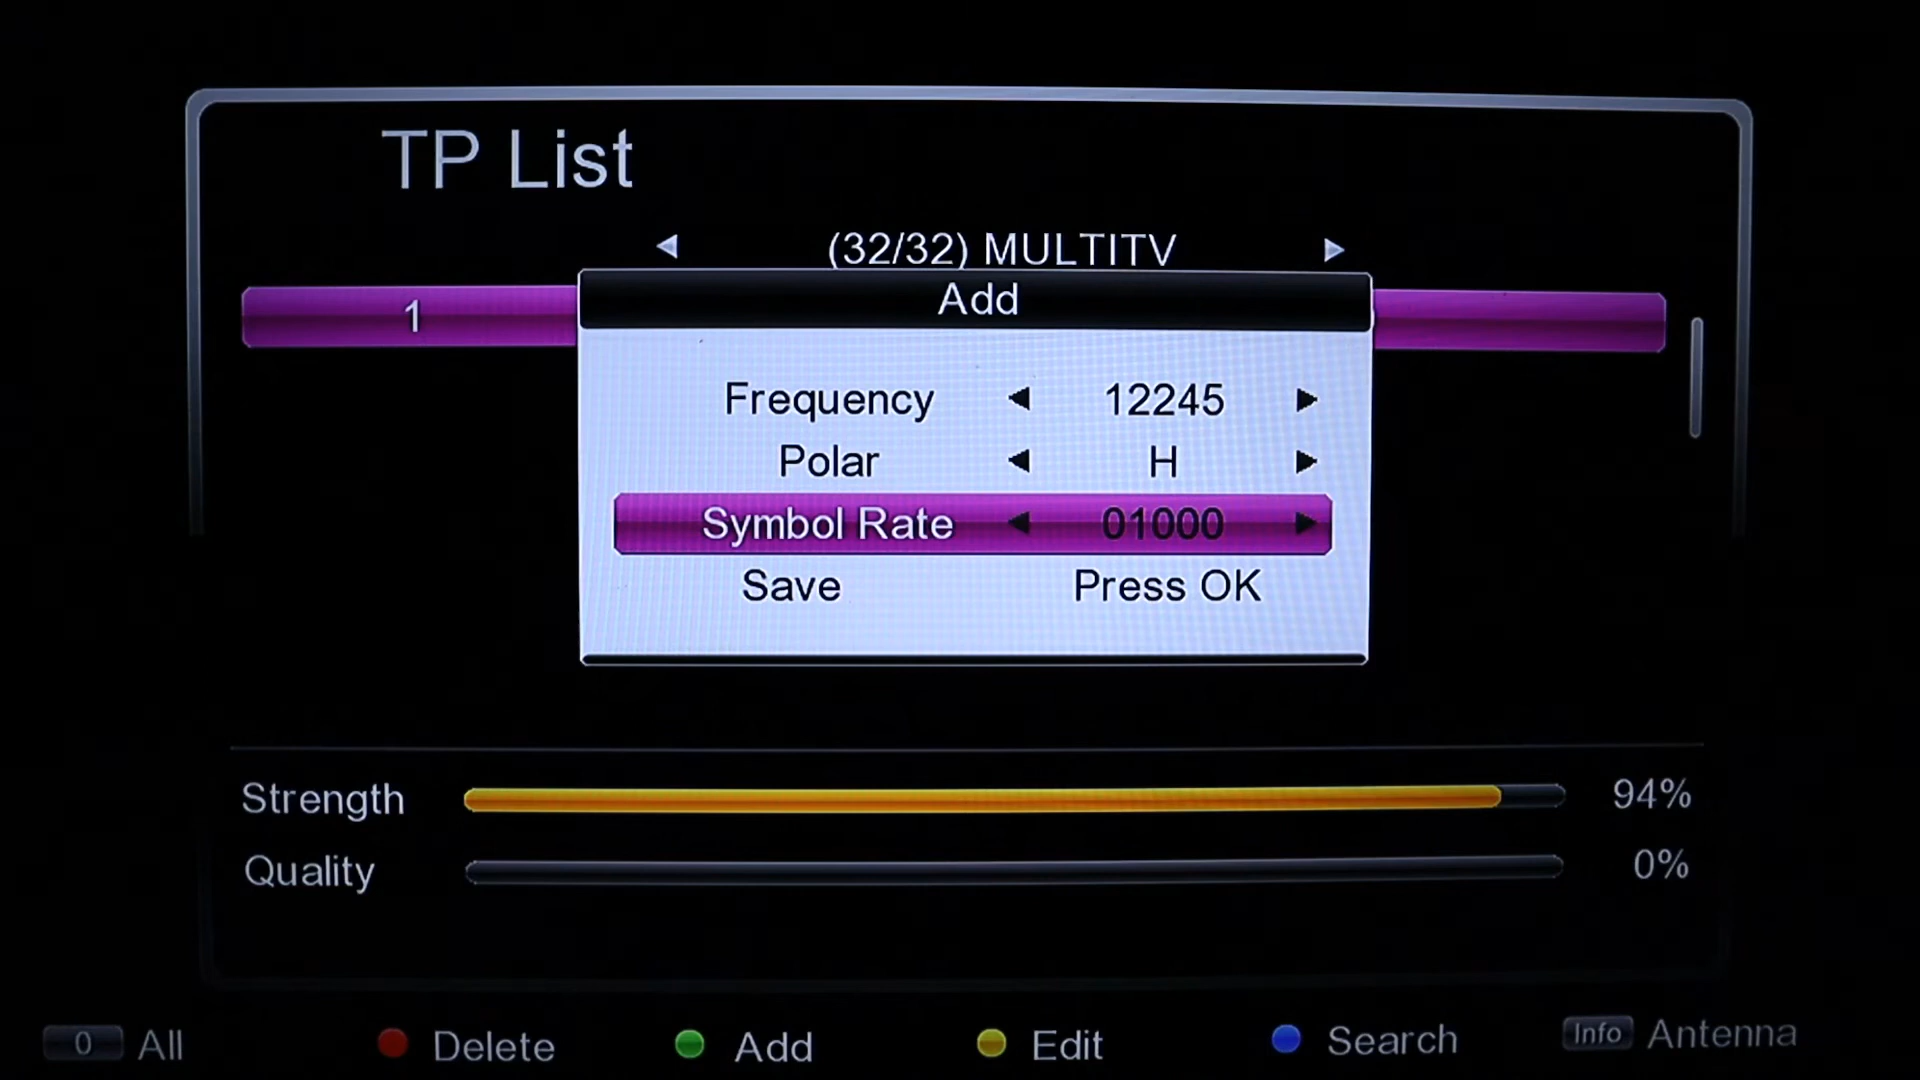 TP List
(32/32) MULTITV
Add
1
Frequency 12245
Polar H
Symbol Rate 01000
Save Press OK
Strength 94%
Quality 0%
0 All Delete Add Edit Search Info Antenna